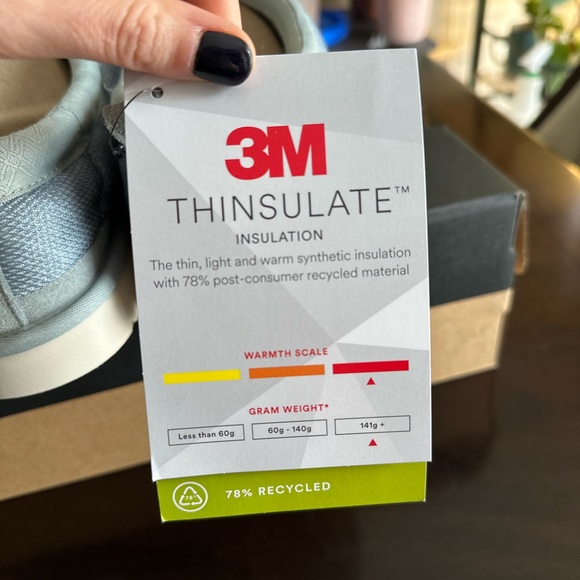 3M
THINSULATE™
INSULATION
The thin, light and warm synthetic insulation
with 78% post-consumer recycled material
WARMTH SCALE
GRAM WEIGHT*
Less than 60g
60g - 140g
141g +
78%
78% RECYCLED